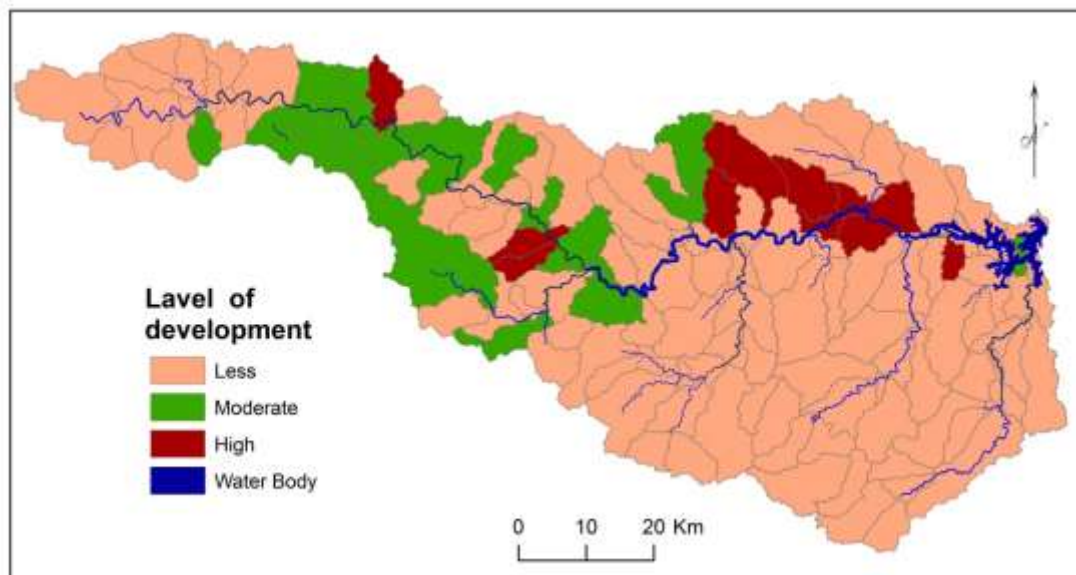 Lavel of
development
Less
Moderate
High
Water Body
0 10 20 Km